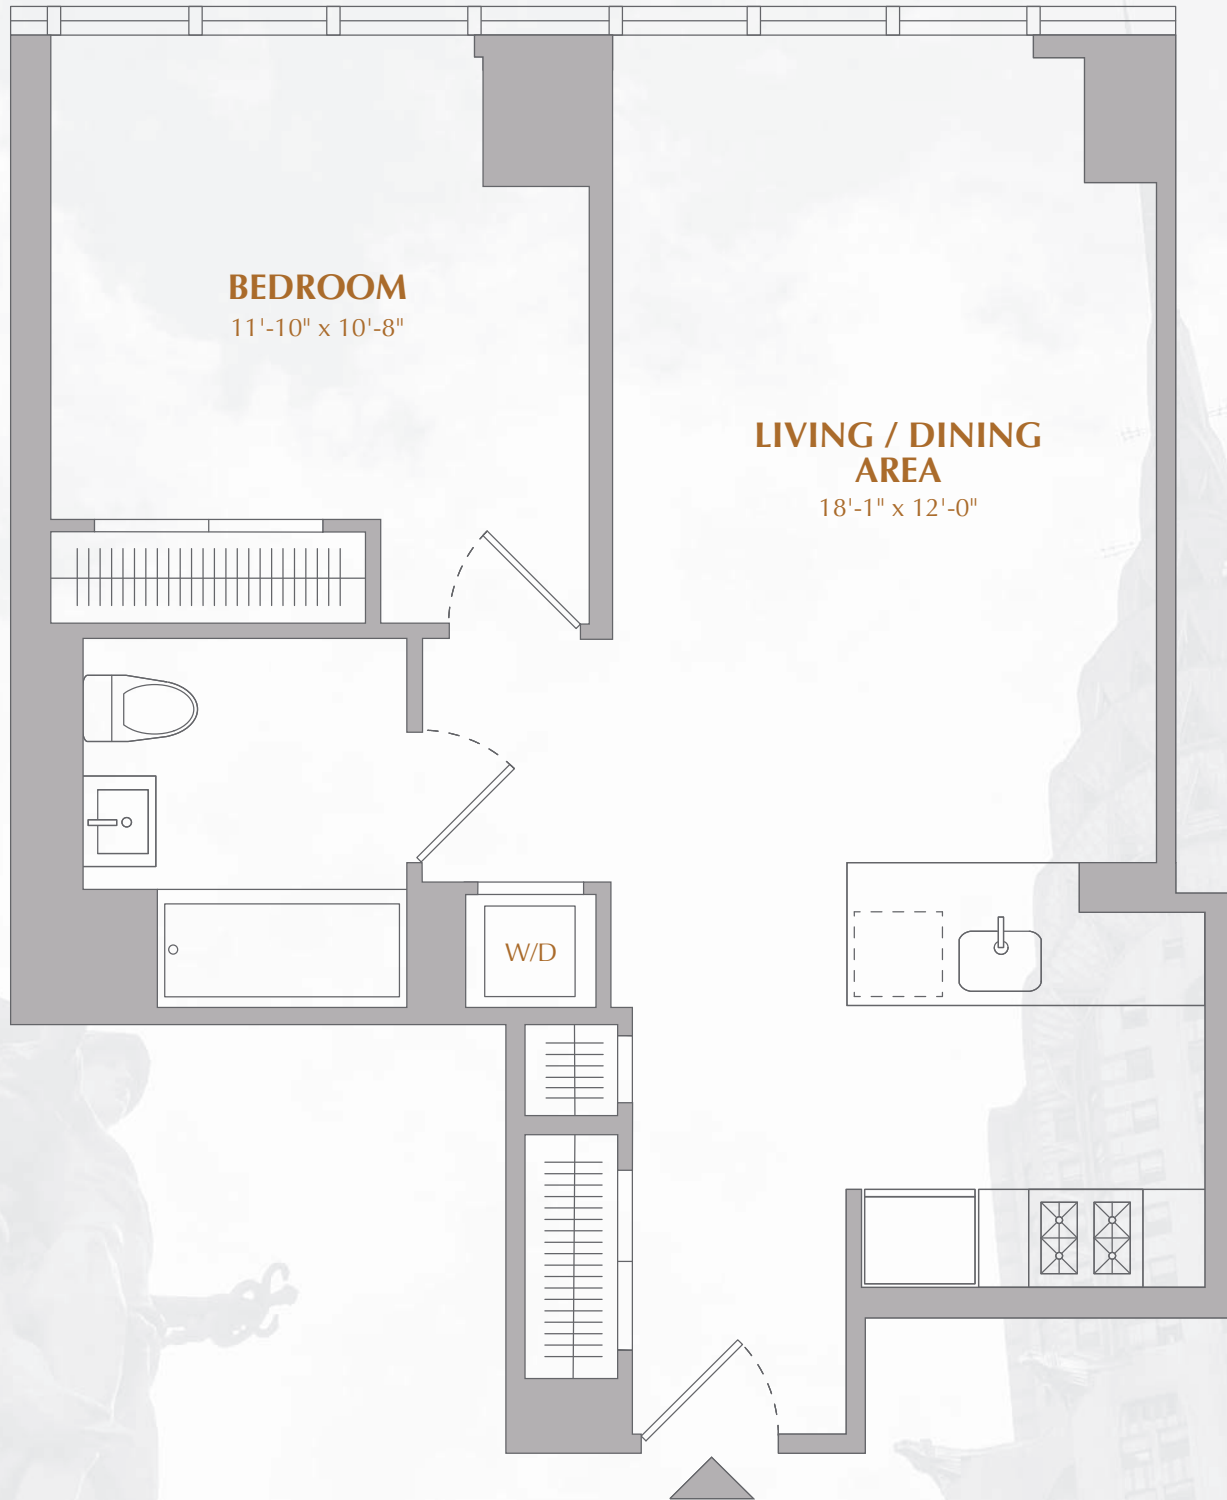 BEDROOM
11'-10" x 10'-8"
LIVING / DINING
AREA
18'-1" x 12'-0"
W/D